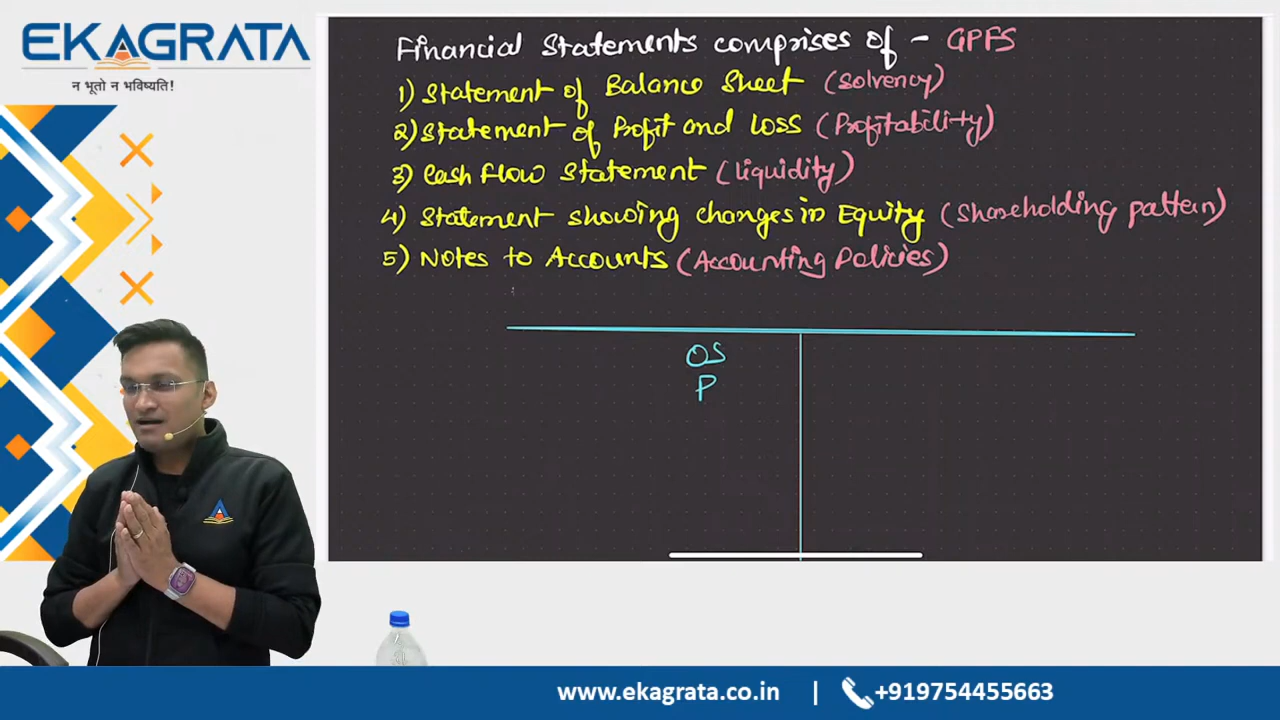 EKAGRATA
न भूतो न भविष्यति!
Financial Statements comprises of - GPFS
1) Statement of Balance Sheet (Solvency)
2) Statement of Profit and Loss (Profitability)
3) Cash Flow Statement (Liquidity)
4) Statement showing changes in Equity (Shareholding pattern)
5) Notes to Accounts (Accounting Policies)
OS
P
www.ekagrata.co.in | +919754455663